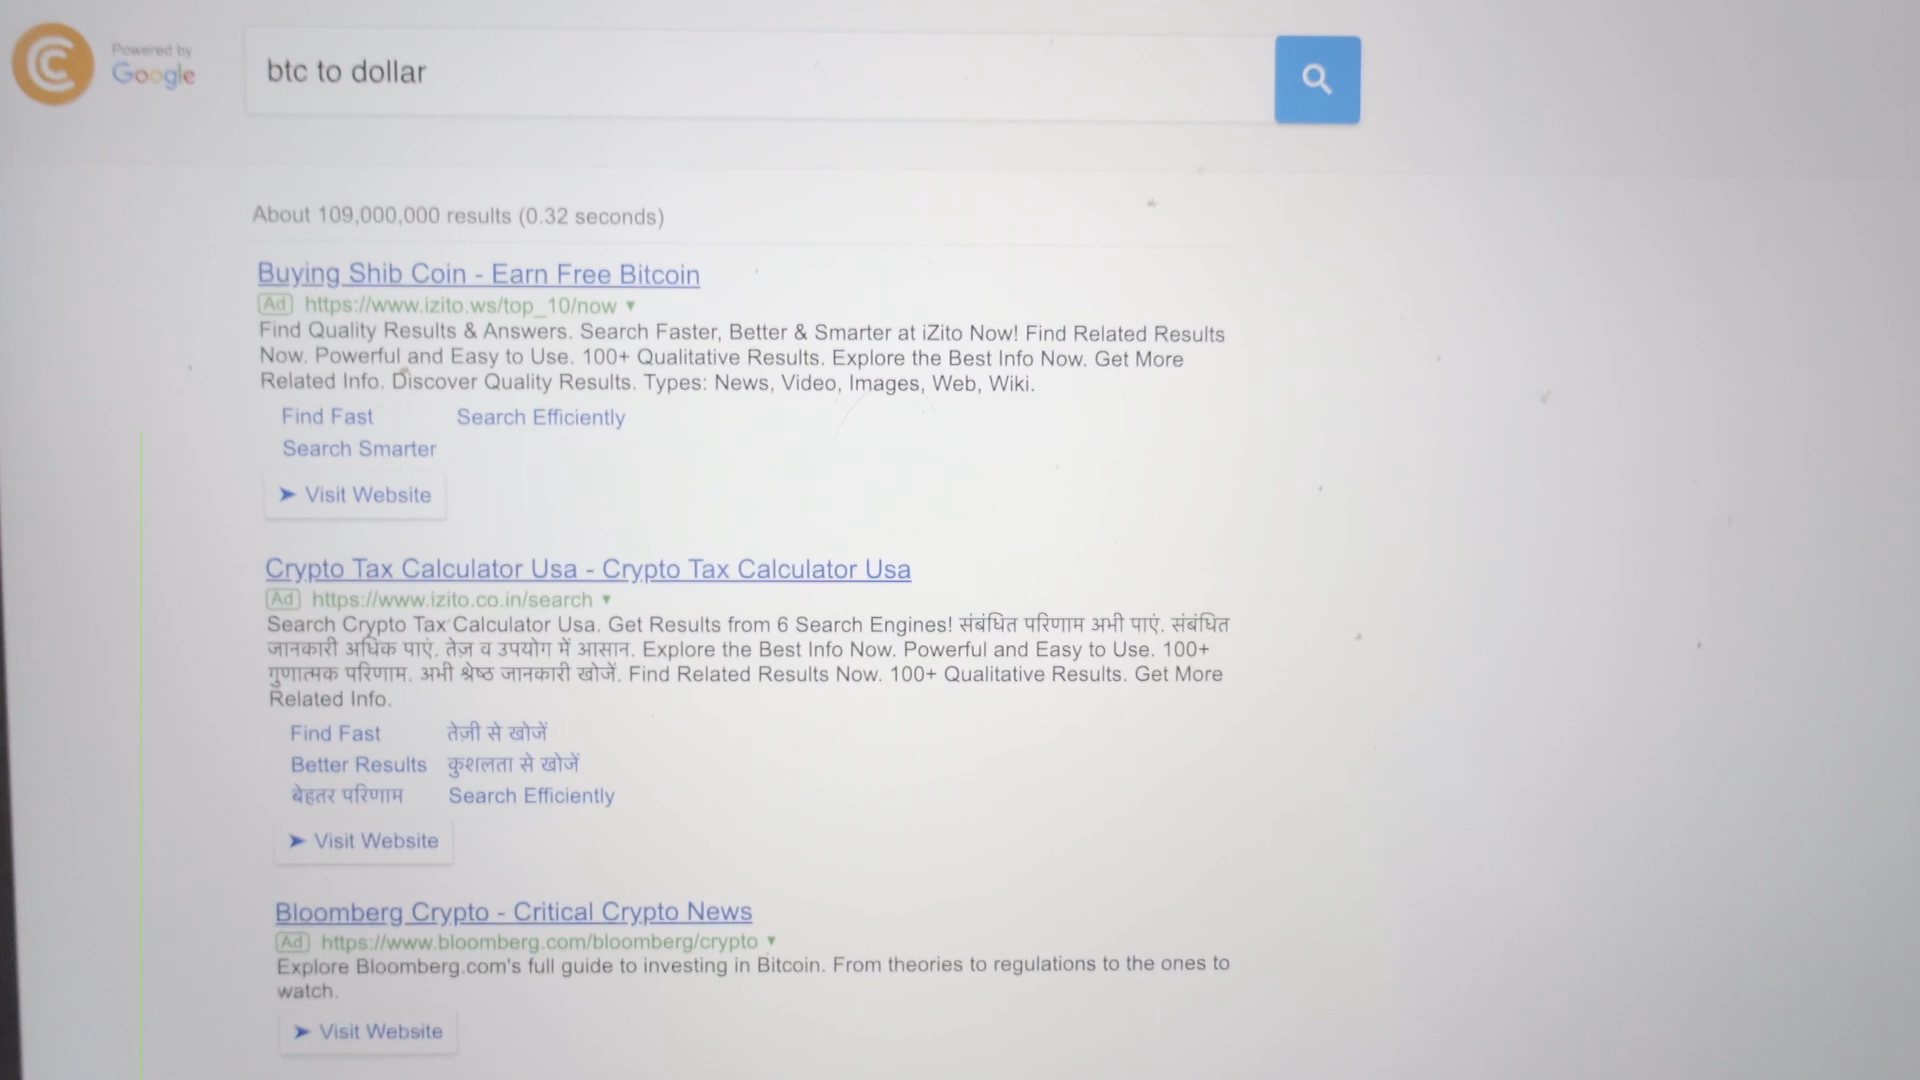 Powered by
Google
btc to dollar
About 109,000,000 results (0.32 seconds)
Buying Shib Coin - Earn Free Bitcoin
Ad https://www.izito.ws/top_10/now ▼
Find Quality Results & Answers. Search Faster, Better & Smarter at iZito Now! Find Related Results
Now. Powerful and Easy to Use. 100+ Qualitative Results. Explore the Best Info Now. Get More
Related Info. Discover Quality Results. Types: News, Video, Images, Web, Wiki.
Find Fast Search Efficiently
Search Smarter
➤ Visit Website
Crypto Tax Calculator Usa - Crypto Tax Calculator Usa
Ad https://www.izito.co.in/search ▼
Search Crypto Tax Calculator Usa. Get Results from 6 Search Engines! संबंधित परिणाम अभी पाएं. संबंधित
जानकारी अधिक पाएं. तेज़ व उपयोग में आसान. Explore the Best Info Now. Powerful and Easy to Use. 100+
गुणात्मक परिणाम. अभी श्रेष्ठ जानकारी खोजें. Find Related Results Now. 100+ Qualitative Results. Get More
Related Info.
Find Fast तेज़ी से खोजें
Better Results कुशलता से खोजें
बेहतर परिणाम Search Efficiently
➤ Visit Website
Bloomberg Crypto - Critical Crypto News
Ad https://www.bloomberg.com/bloomberg/crypto ▼
Explore Bloomberg.com's full guide to investing in Bitcoin. From theories to regulations to the ones to
watch.
➤ Visit Website